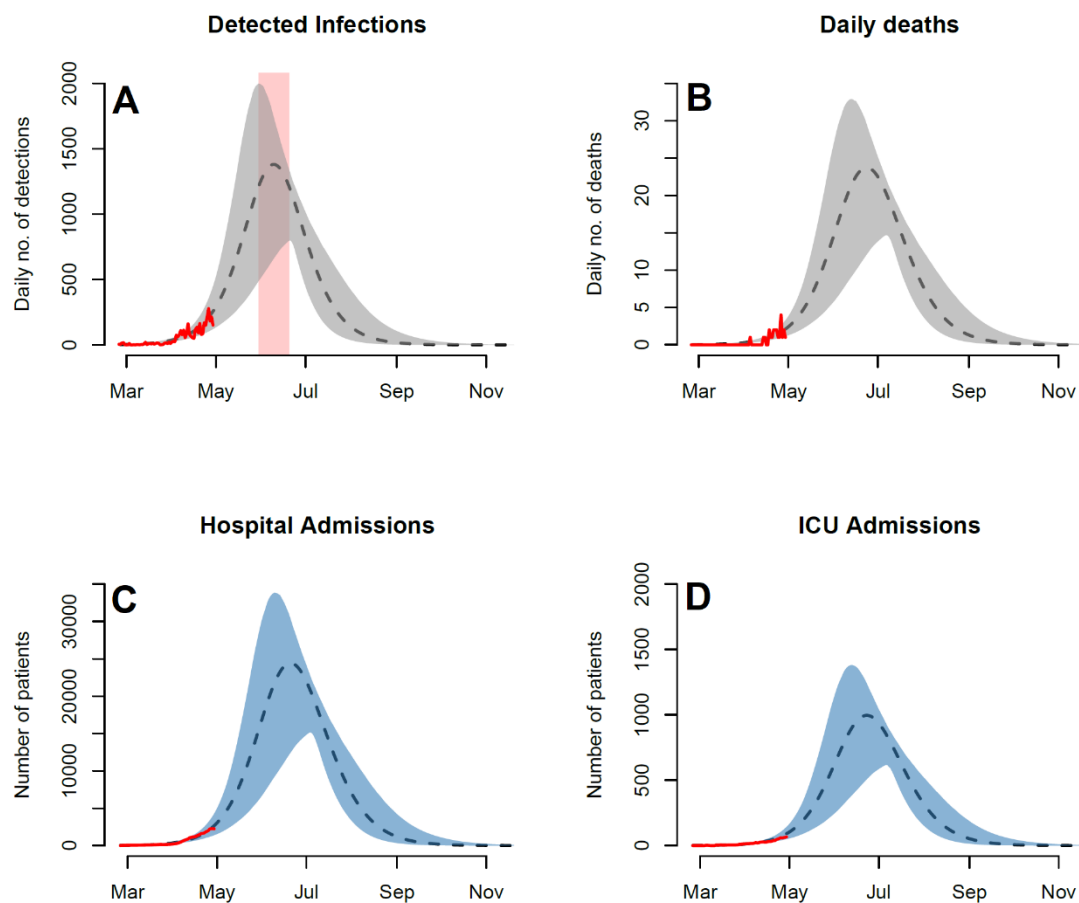 Detected Infections
A
Daily no. of detections
2000
1500
1000
500
0
Mar May Jul Sep Nov
Daily deaths
B
Daily no. of deaths
30
20
10
5
0
Mar May Jul Sep Nov
Hospital Admissions
C
Number of patients
30000
20000
10000
0
Mar May Jul Sep Nov
ICU Admissions
D
Number of patients
2000
1500
1000
500
0
Mar May Jul Sep Nov